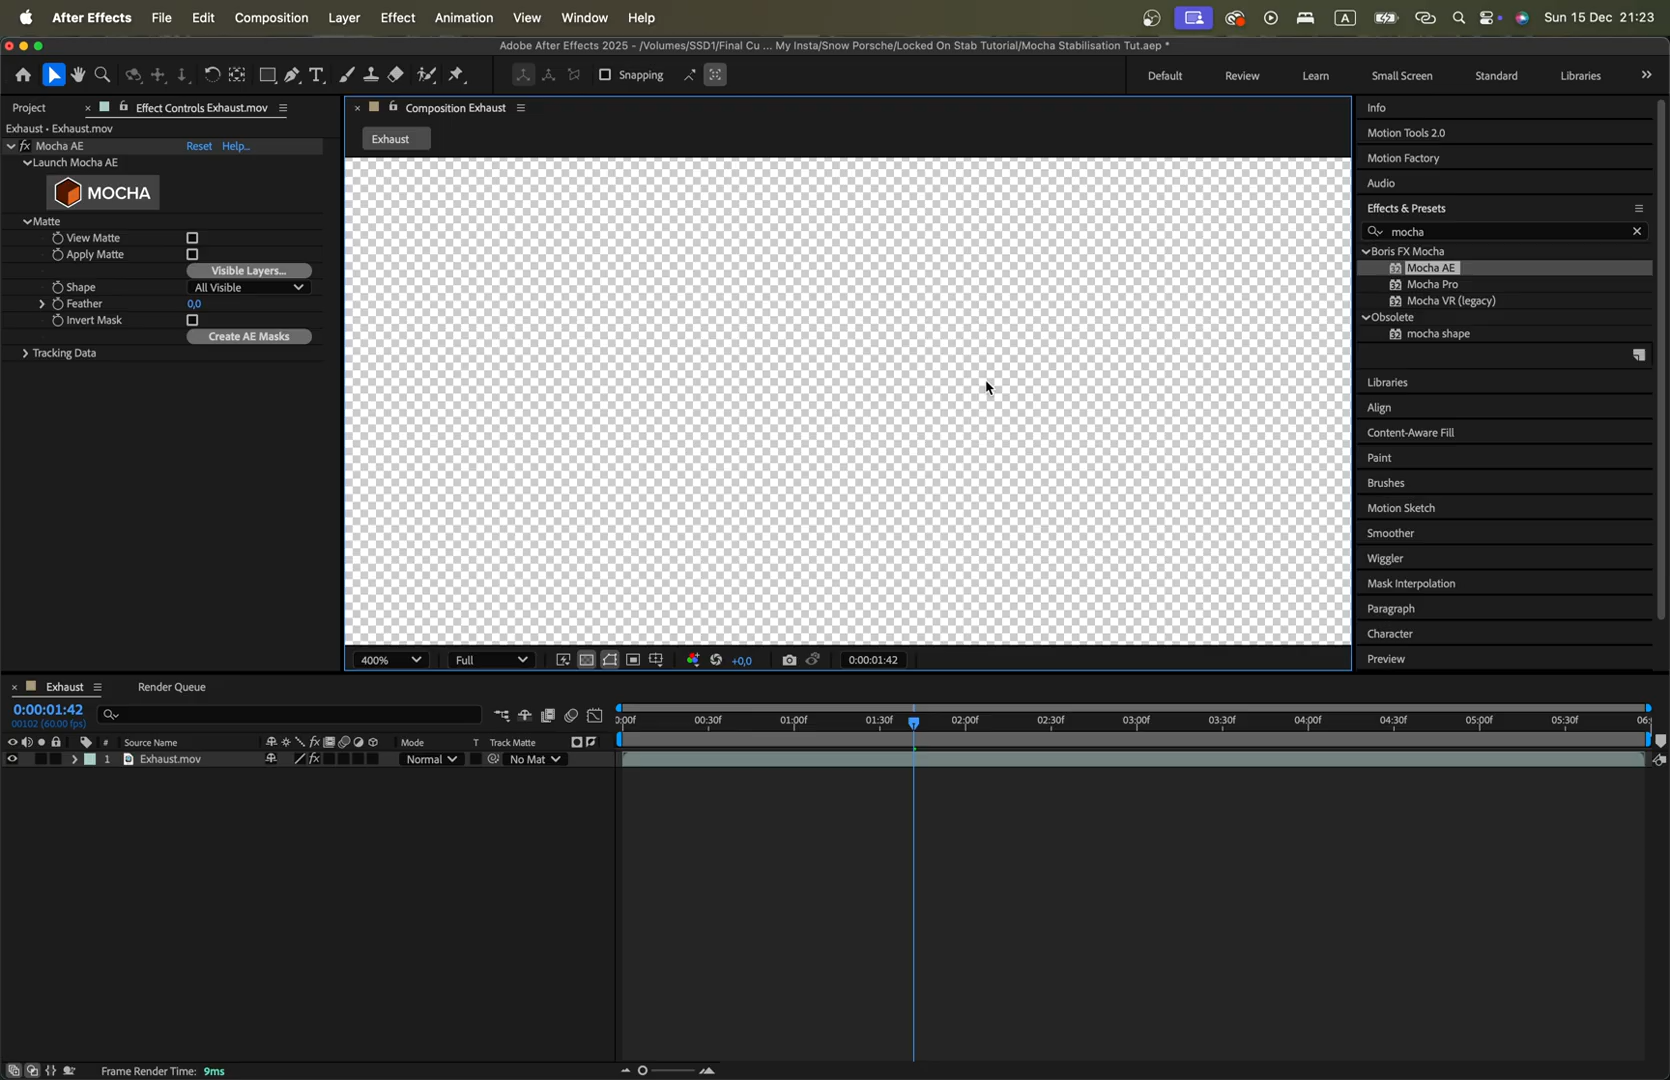 After Effects File Edit Composition Layer Effect Animation View Window Help A Sun 15 Dec 21:23
Adobe After Effects 2025 - /Volumes/SSD1/Final Cu ... My Insta/Snow Porsche/Locked On Stab Tutorial/Mocha Stabilisation Tut.aep *
Snapping Default Review Learn Small Screen Standard Libraries
Project Effect Controls Exhaust.mov
Exhaust • Exhaust.mov
fx Mocha AE Reset Help...
Launch Mocha AE
MOCHA
Matte
View Matte
Apply Matte
Visible Layers...
Shape All Visible
Feather 0,0
Invert Mask
Create AE Masks
Tracking Data
Composition Exhaust
Exhaust
400% Full +0,0 0:00:01:42
Info
Motion Tools 2.0
Motion Factory
Audio
Effects & Presets
mocha
Boris FX Mocha
32 Mocha AE
32 Mocha Pro
32 Mocha VR (legacy)
Obsolete
32 mocha shape
Libraries
Align
Content-Aware Fill
Paint
Brushes
Motion Sketch
Smoother
Wiggler
Mask Interpolation
Paragraph
Character
Preview
Exhaust Render Queue
0:00:01:42
00102 (60.00 fps)
:00f 00:30f 01:00f 01:30f 02:00f 02:30f 03:00f 03:30f 04:00f 04:30f 05:00f 05:30f 06:
# Source Name fx Mode T Track Matte
1 Exhaust.mov fx Normal No Mat
Frame Render Time: 9ms